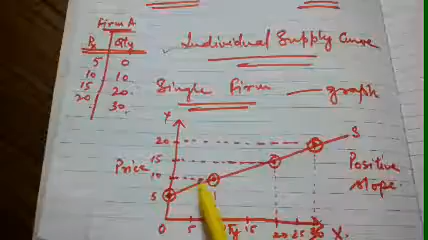 Firm A
Px Qty
5 0
10 10
15 20
20 30
Individual Supply Curve
Single Firm — graph
Y
20
15
10
5
Price
S
Positive
slope
0 5 15 20 25 30 X